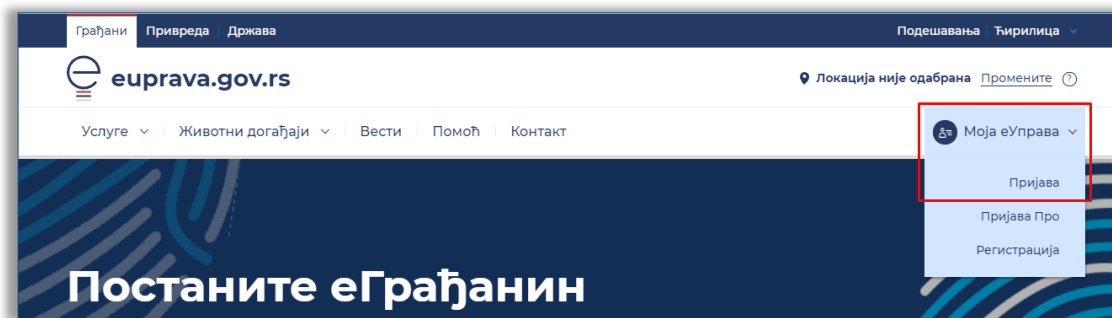 Грађани Привреда Држава Подешавања Ћирилица
euprava.gov.rs Локација није одабрана Промените ?
Услуге Животни догађаји Вести Помоћ Контакт Моја еУправа
Пријава
Пријава Про
Регистрација
Постаните еГрађанин